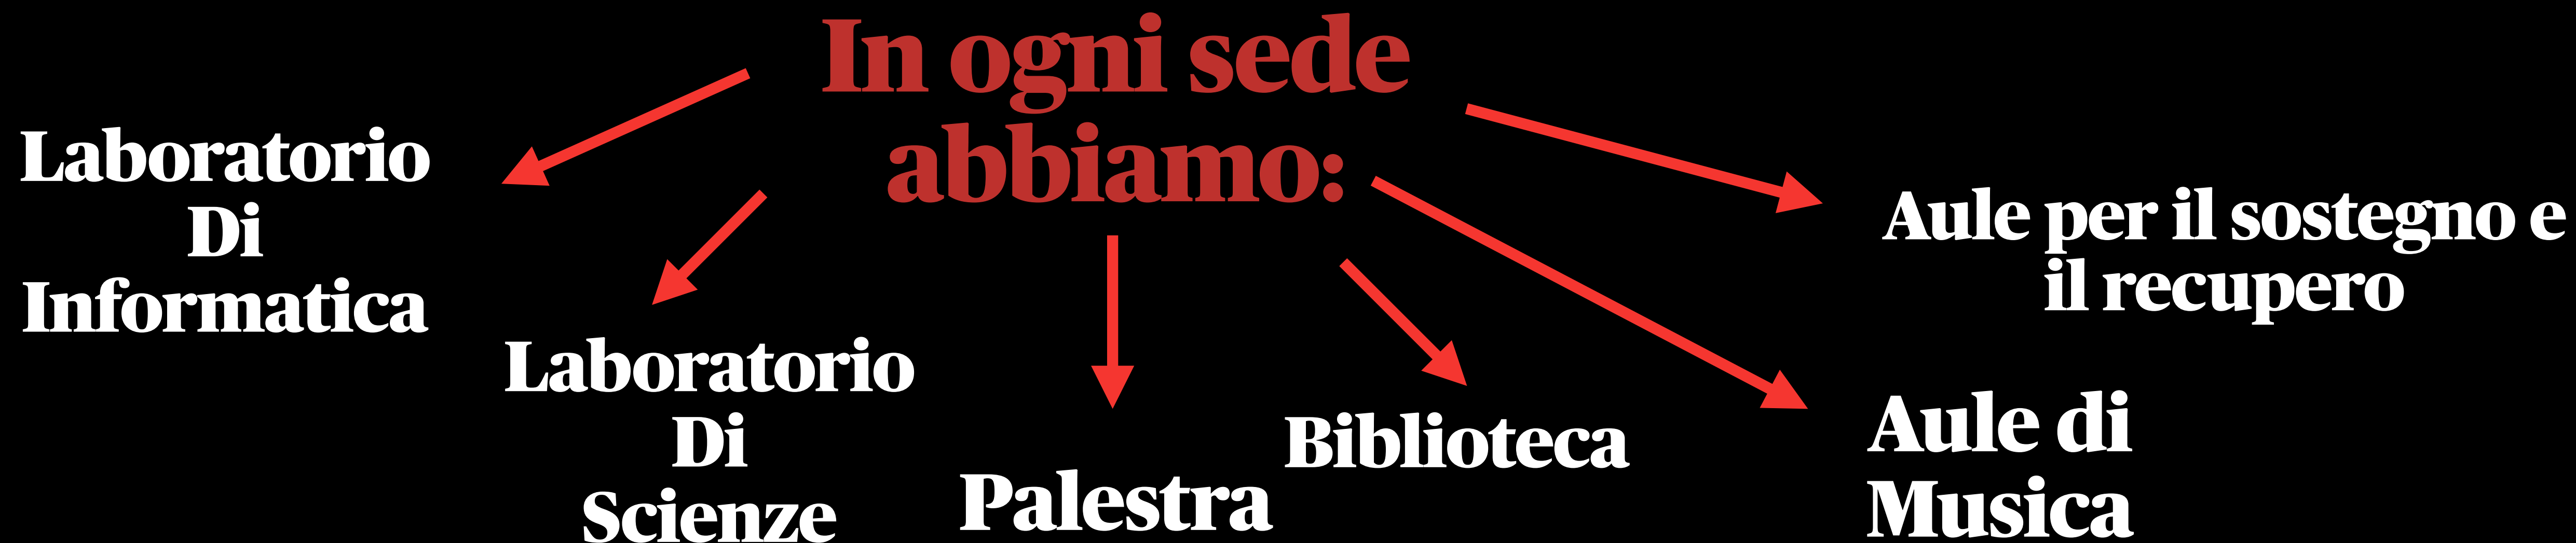 In ogni sede
abbiamo:
Laboratorio
Di
Informatica
Laboratorio
Di
Scienze
Palestra
Biblioteca
Aule di
Musica
Aule per il sostegno e
il recupero